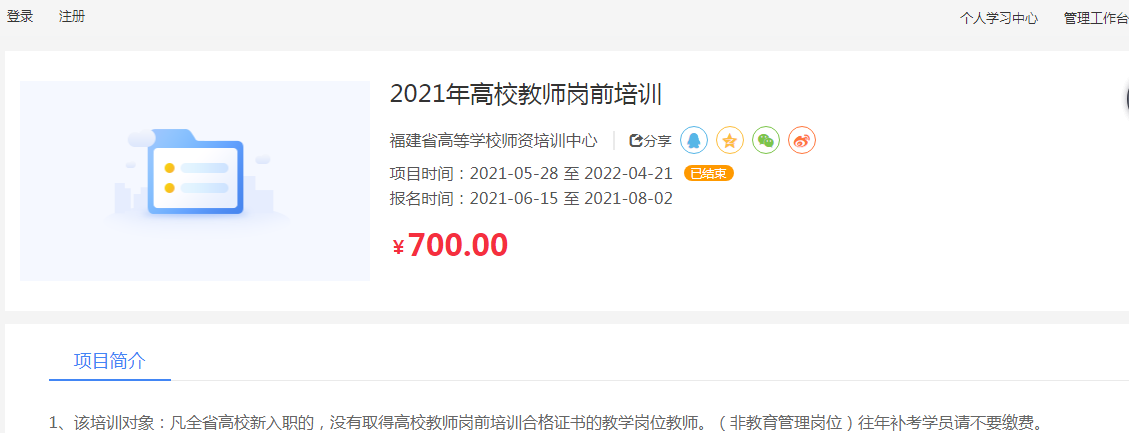 登录 注册 个人学习中心 管理工作台
2021年高校教师岗前培训
福建省高等学校师资培训中心 分享
项目时间：2021-05-28 至 2022-04-21 已结束
报名时间：2021-06-15 至 2021-08-02
¥700.00
项目简介
1、该培训对象：凡全省高校新入职的，没有取得高校教师岗前培训合格证书的教学岗位教师。（非教育管理岗位）往年补考学员请不要缴费。